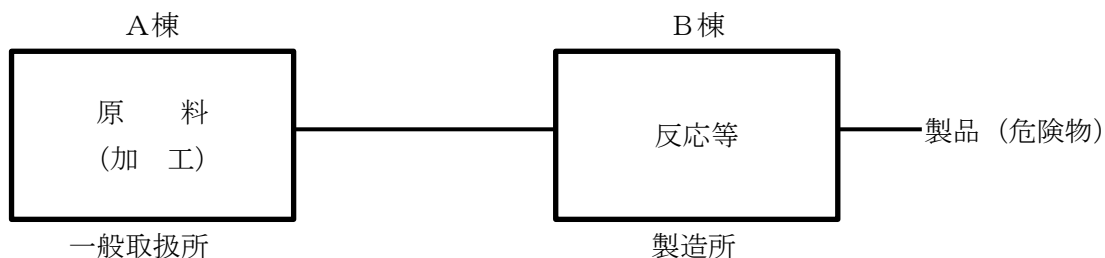 A棟
B棟
原　料
(加　工)
反応等
製品（危険物）
一般取扱所
製造所